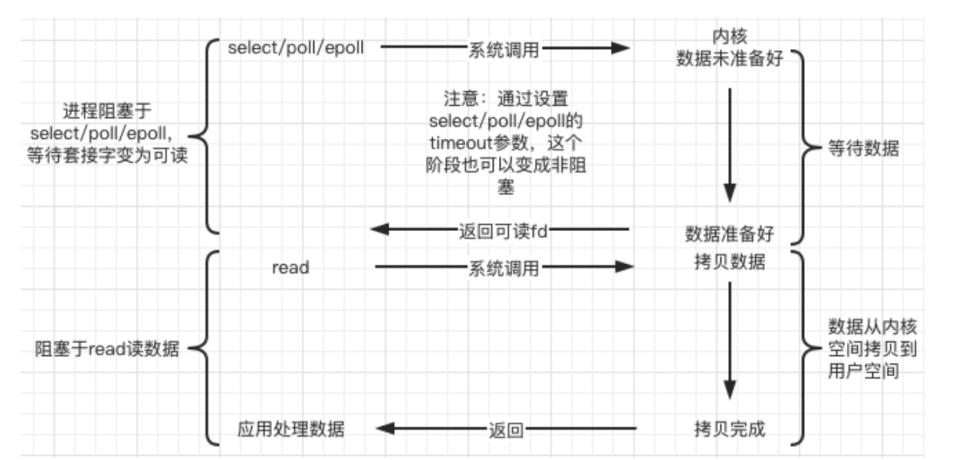 select/poll/epoll
系统调用
内核
数据未准备好
进程阻塞于
select/poll/epoll，
等待套接字变为可读
注意：通过设置
select/poll/epoll的
timeout参数，这个
阶段也可以变成非阻
塞
等待数据
返回可读fd
数据准备好
read
系统调用
拷贝数据
阻塞于read读数据
数据从内核
空间拷贝到
用户空间
应用处理数据
返回
拷贝完成